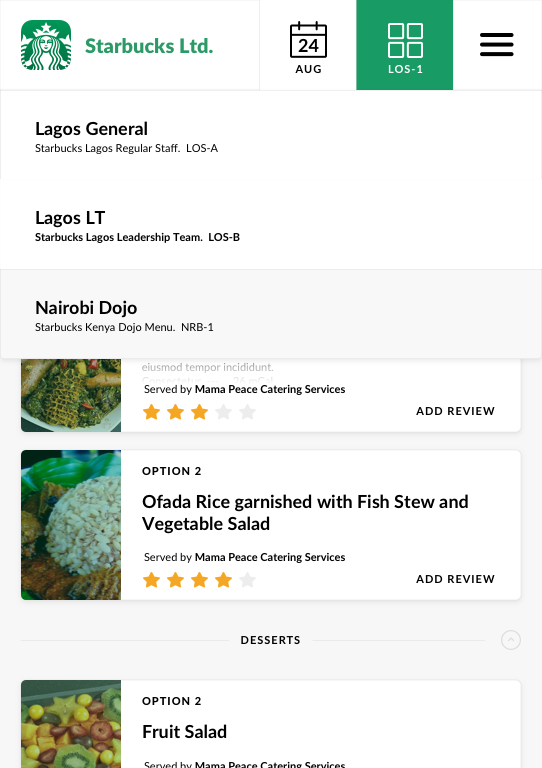 Starbucks Ltd.
24
AUG
LOS-1
Lagos General
Starbucks Lagos Regular Staff. LOS-A
Lagos LT
Starbucks Lagos Leadership Team. LOS-B
Nairobi Dojo
Starbucks Kenya Dojo Menu. NRB-1
eiusmod tempor incididunt.
Served by Mama Peace Catering Services
ADD REVIEW
OPTION 2
Ofada Rice garnished with Fish Stew and
Vegetable Salad
Served by Mama Peace Catering Services
ADD REVIEW
DESSERTS
OPTION 2
Fruit Salad
Served by Mama Peace Catering Services